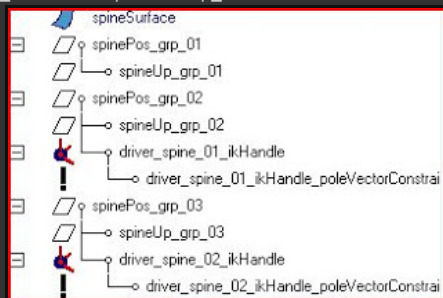 spineSurface
spinePos_grp_01
spineUp_grp_01
spinePos_grp_02
spineUp_grp_02
driver_spine_01_ikHandle
driver_spine_01_ikHandle_poleVectorConstrai
spinePos_grp_03
spineUp_grp_03
driver_spine_02_ikHandle
driver_spine_02_ikHandle_poleVectorConstrai